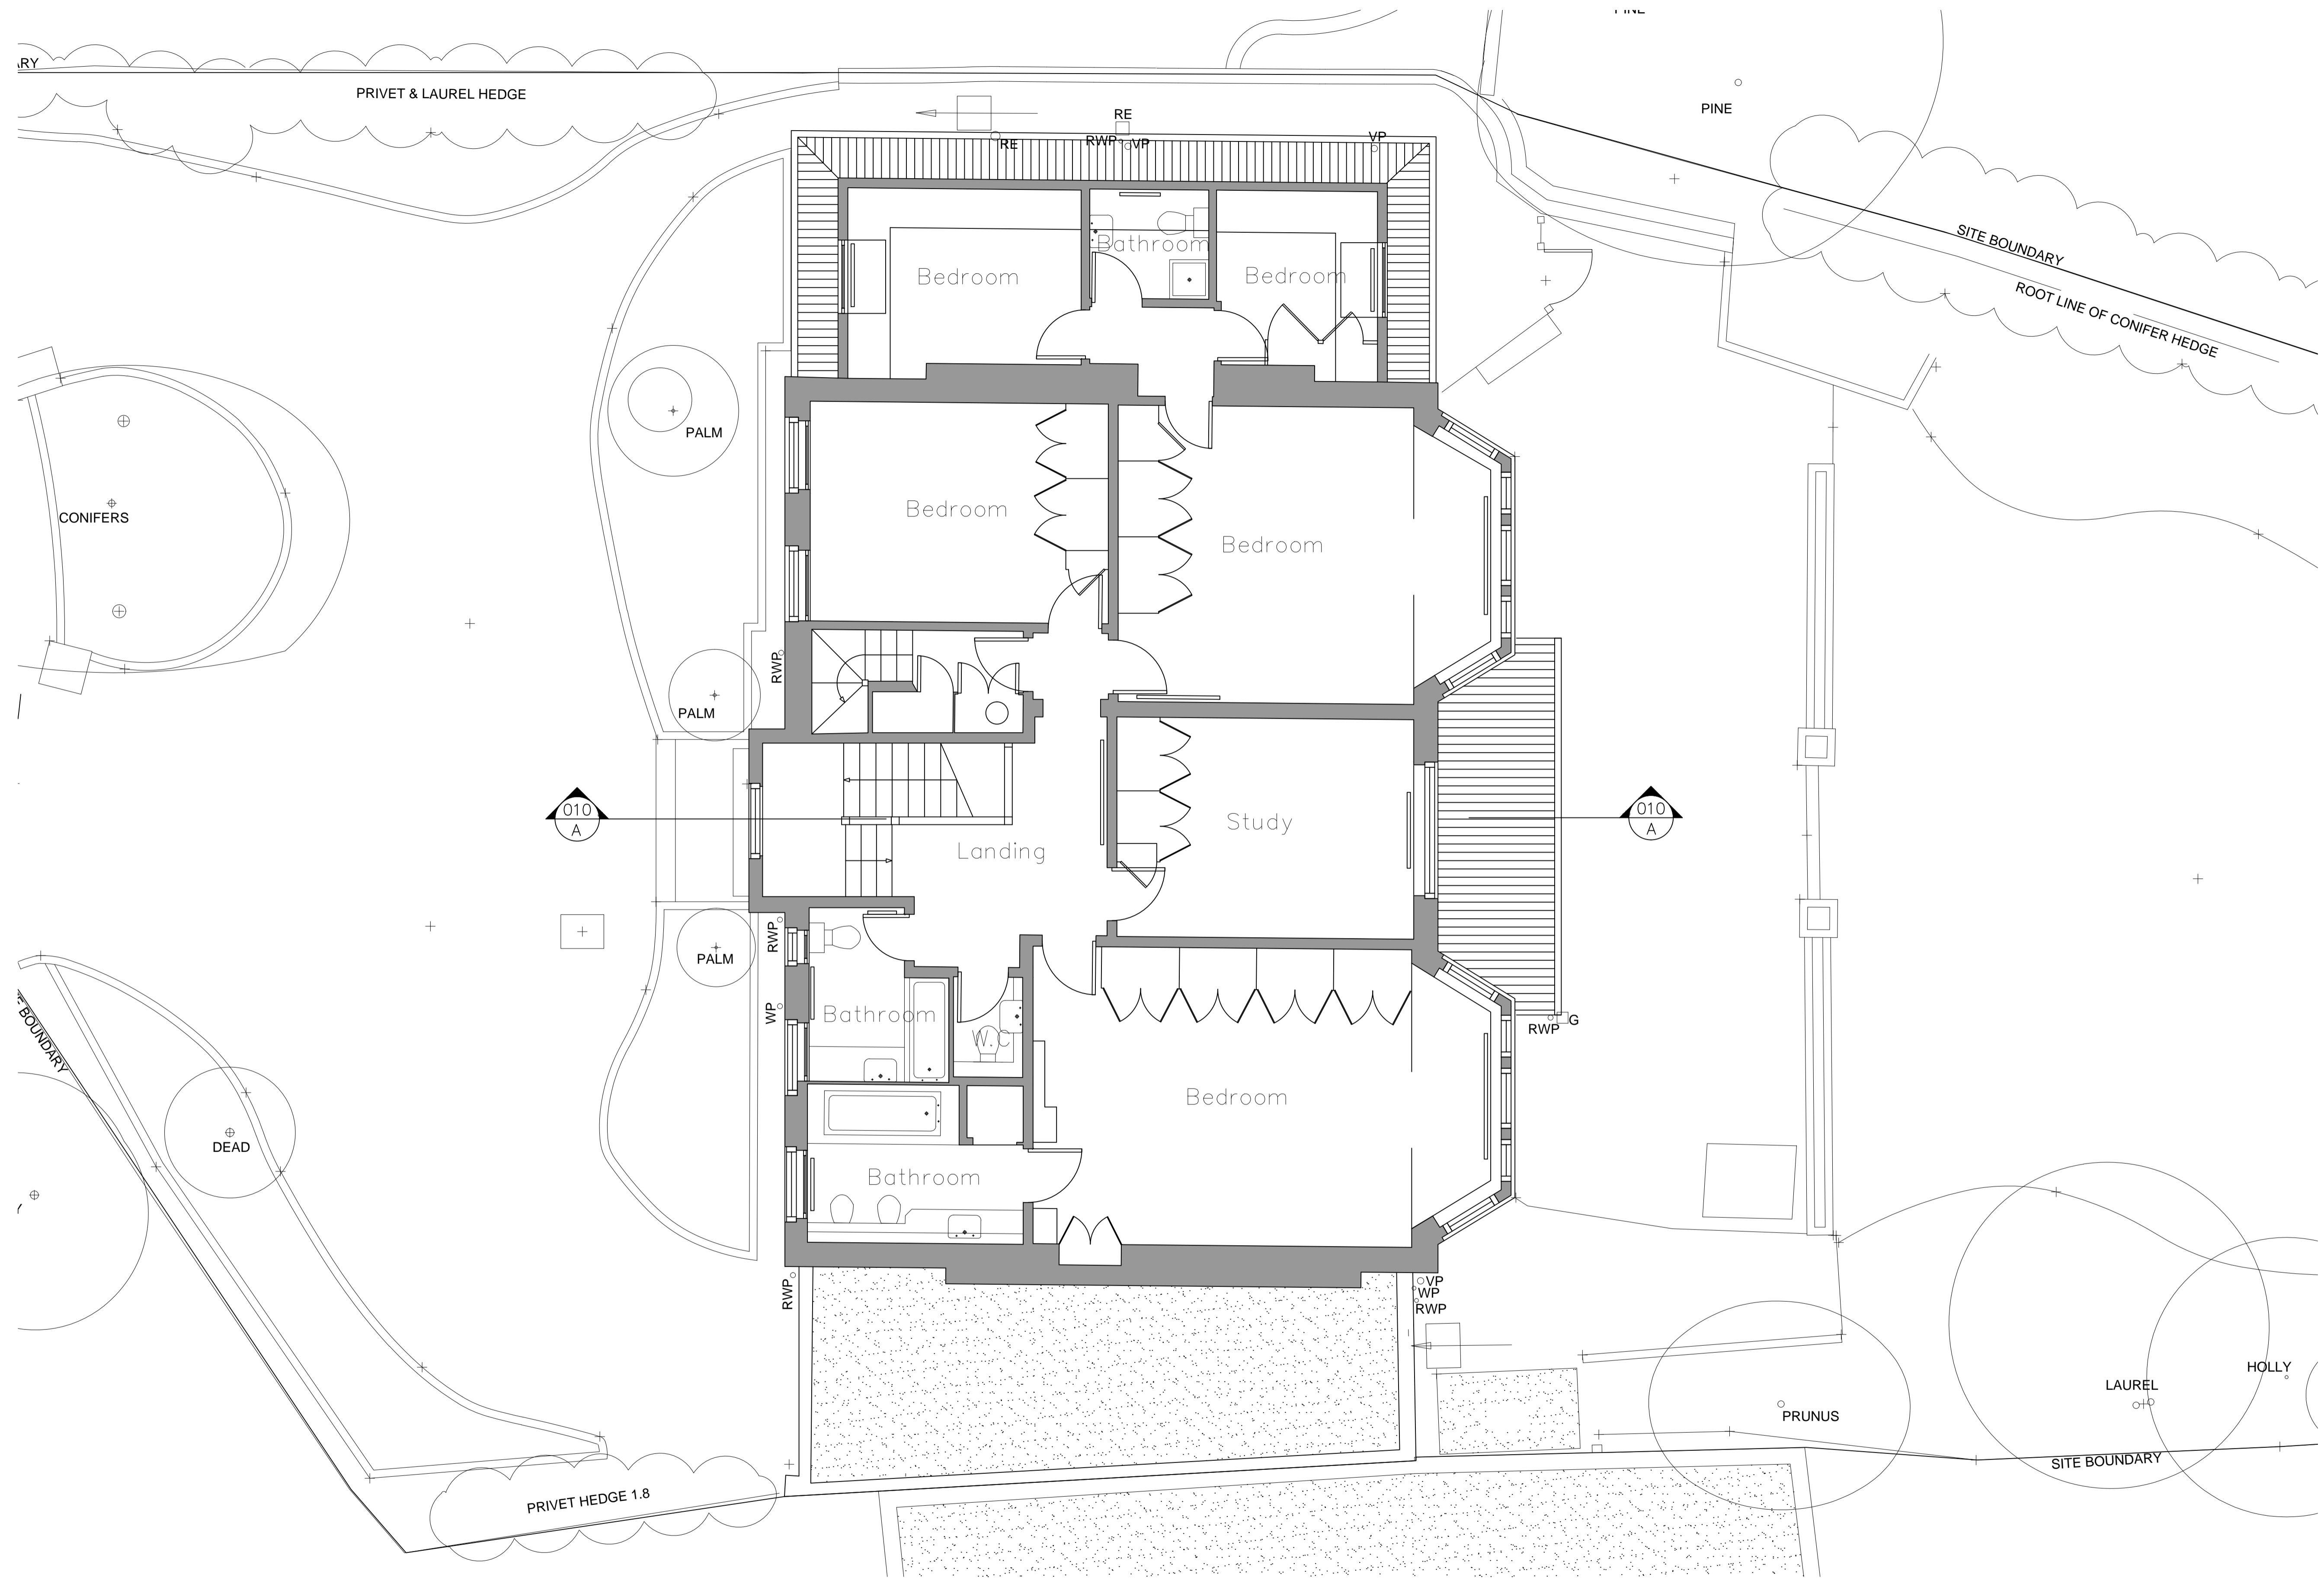 PINE
ARY
PRIVET & LAUREL HEDGE
PINE
RE
RE
RWP
VP
VP
SITE BOUNDARY
ROOT LINE OF CONIFER HEDGE
Bathroom
Bedroom
Bedroom
PALM
CONIFERS
Bedroom
Bedroom
RWP
PALM
010
A
Study
Landing
010
A
RWP
PALM
WP
Bathroom
W.C
RWP
G
E BOUNDARY
DEAD
Bedroom
Bathroom
Y
RWP
VP
WP
RWP
HOLLY
LAUREL
PRUNUS
SITE BOUNDARY
PRIVET HEDGE 1.8